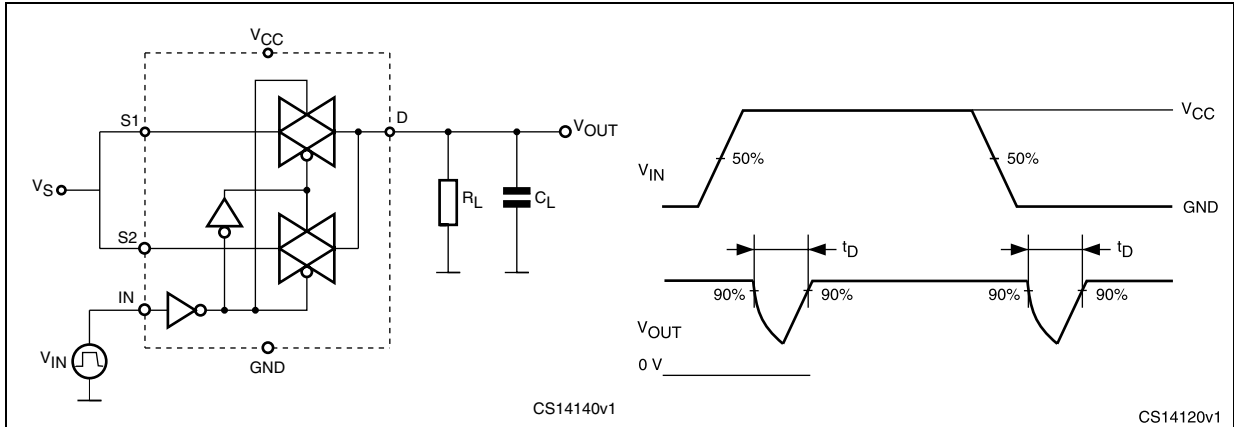 VCC
S1
D
VOUT
VS
RL
CL
S2
IN
VIN
GND
CS14140v1
VCC
50%
50%
VIN
GND
tD
tD
90%
90%
90%
90%
VOUT
0 V
CS14120v1